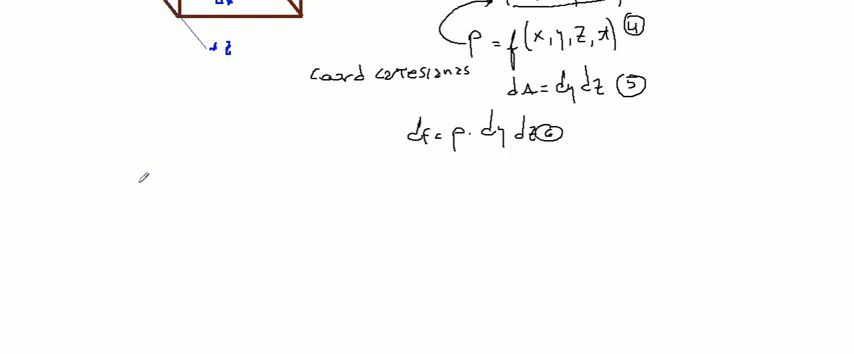 + z
p = f(x, y, z, t) ④
coord cartesianas
dA = dy dz ⑤
dF = p · dy dz ⑥